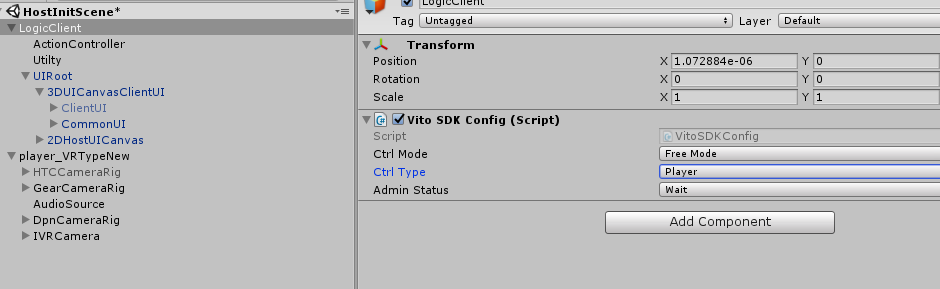 HostInitScene*
LogicClient
ActionController
Utilty
UIRoot
3DUICanvasClientUI
ClientUI
CommonUI
2DHostUICanvas
player_VRTypeNew
HTCCameraRig
GearCameraRig
AudioSource
DpnCameraRig
IVRCamera
LogicClient
Tag Untagged Layer Default
Transform
Position X 1.072884e-06 Y 0
Rotation X 0 Y 0
Scale X 1 Y 1
Vito SDK Config (Script)
Script VitoSDKConfig
Ctrl Mode Free Mode
Ctrl Type Player
Admin Status Wait
Add Component